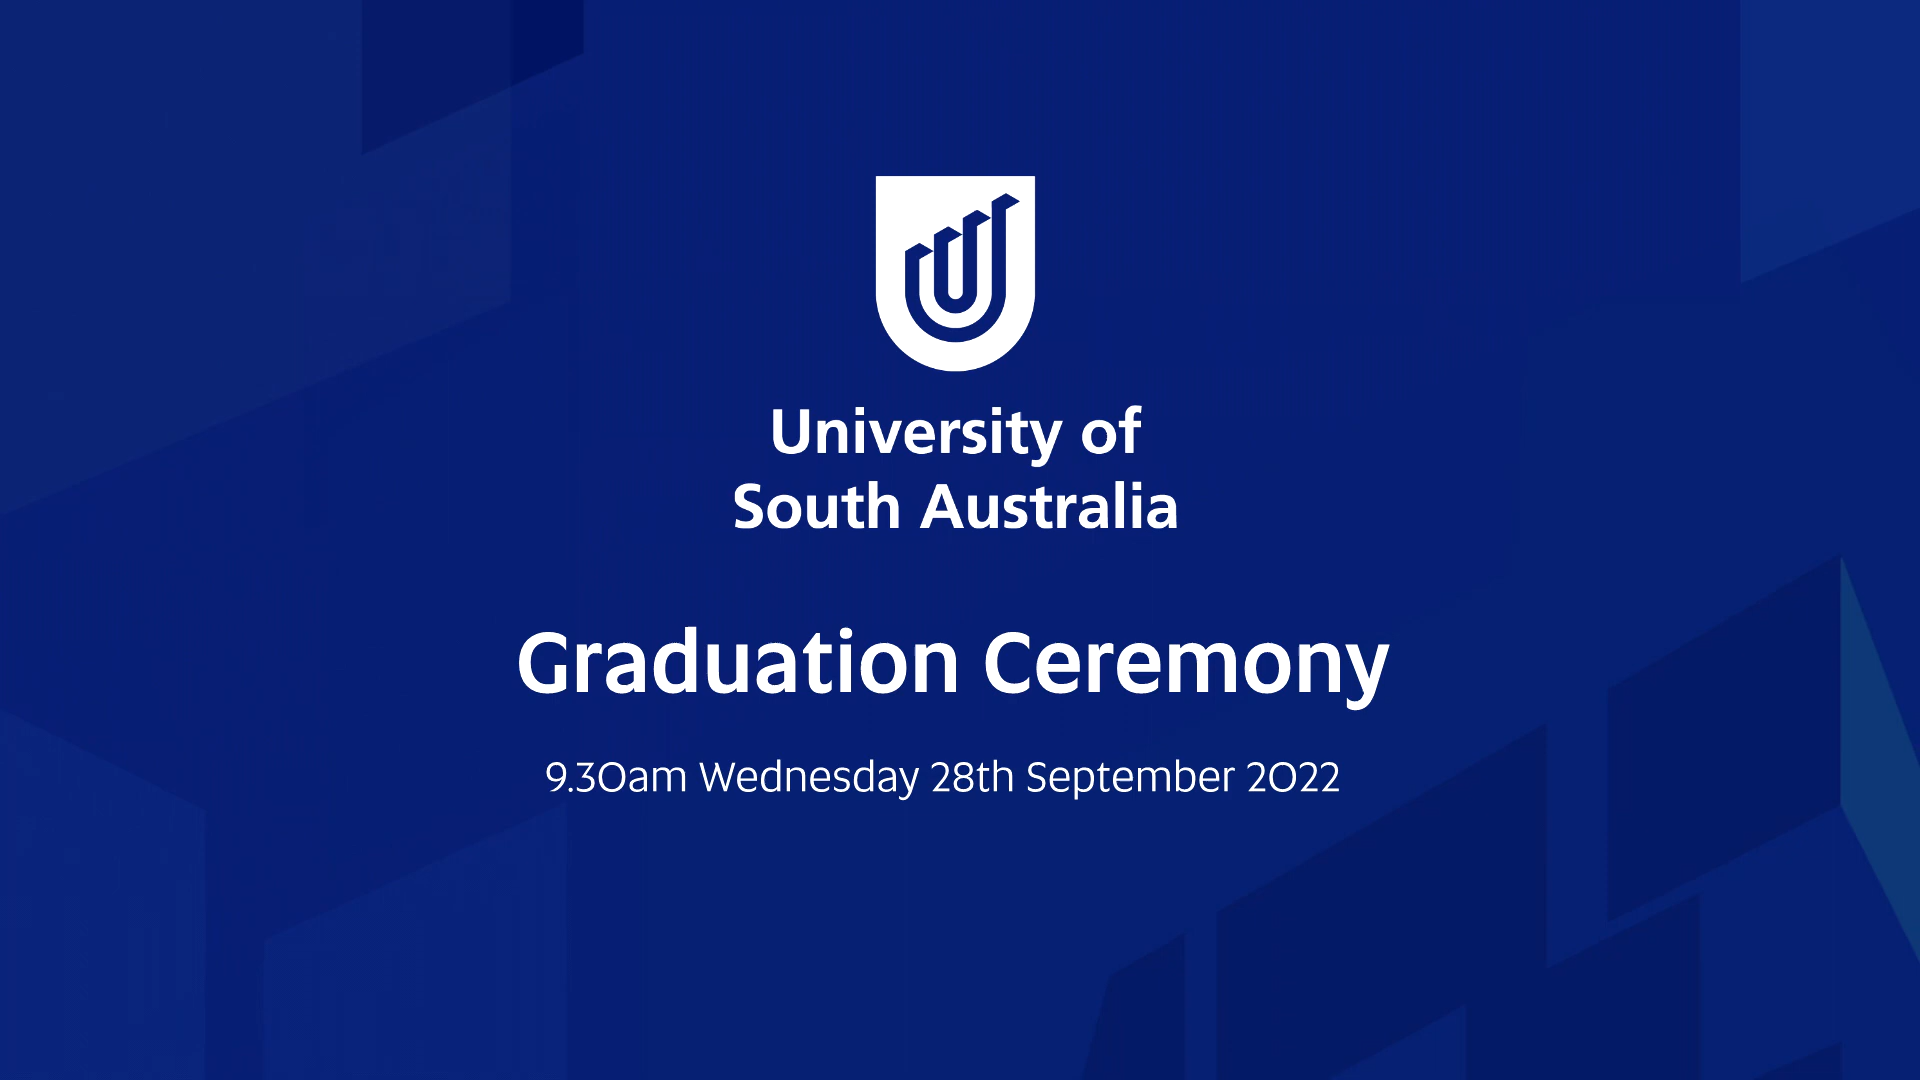 University of
South Australia
Graduation Ceremony
9.30am Wednesday 28th September 2022